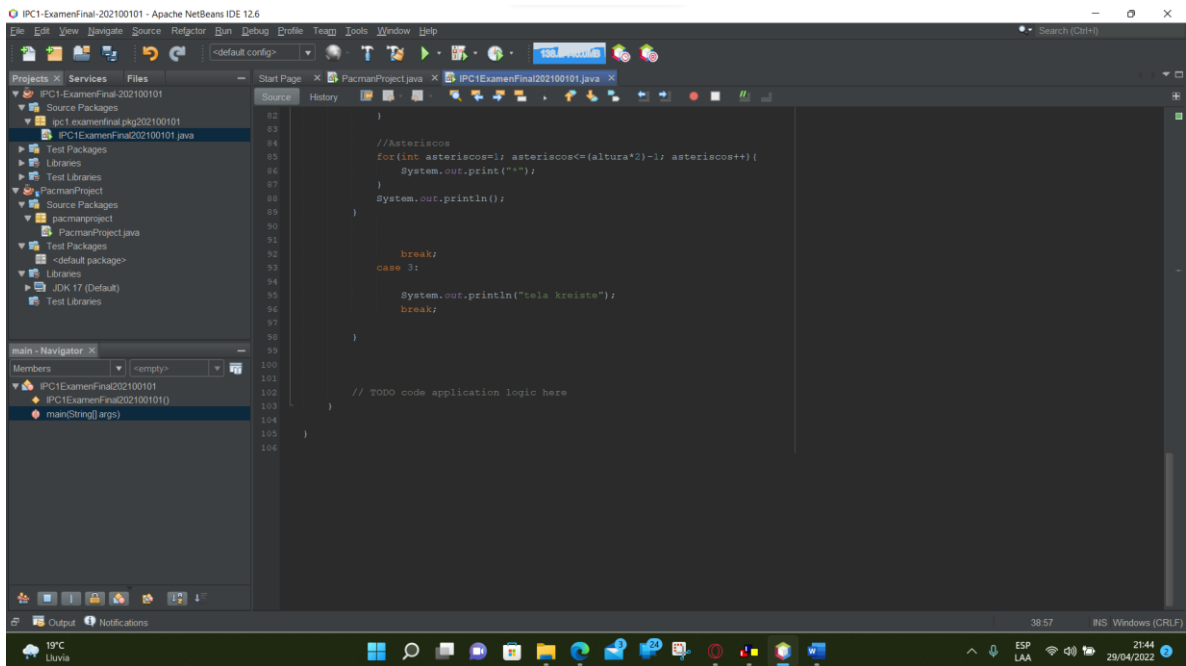 IPC1-ExamenFinal-202100101 - Apache NetBeans IDE 12.6
File Edit View Navigate Source Refactor Run Debug Profile Team Tools Window Help
Search (Ctrl+I)
<default config>
Projects Services Files
Start Page PacmanProject.java IPC1ExamenFinal202100101.java
Source History
IPC1-ExamenFinal-202100101
Source Packages
ipc1.examenfinal.pkg202100101
IPC1ExamenFinal202100101.java
Test Packages
Libraries
Test Libraries
PacmanProject
Source Packages
pacmanproject
PacmanProject.java
Test Packages
<default package>
Libraries
JDK 17 (Default)
Test Libraries
main - Navigator
Members <empty>
IPC1ExamenFinal202100101
IPC1ExamenFinal202100101()
main(String[] args)
82 }
83
84 //Asteriscos
85 for(int asteriscos=1; asteriscos<=(altura*2)-1; asteriscos++){
86 System.out.print("*");
87 }
88 System.out.println();
89 }
90
91
92 break;
93 case 3:
94
95 System.out.println("tela kreiste");
96 break;
97
98 }
99
100
101
102 // TODO code application logic here
103 }
104
105 }
106
Output Notifications
38:57 INS Windows (CRLF)
19°C
Lluvia
3
24
ESP
LAA
21:44
29/04/2022
2